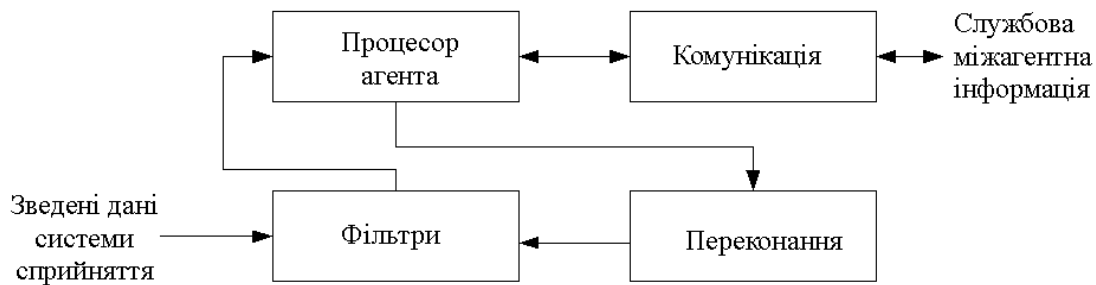 Процесор
агента
Комунікація
Службова
міжагентна
інформація
Зведені дані
системи
сприйняття
Фільтри
Переконання